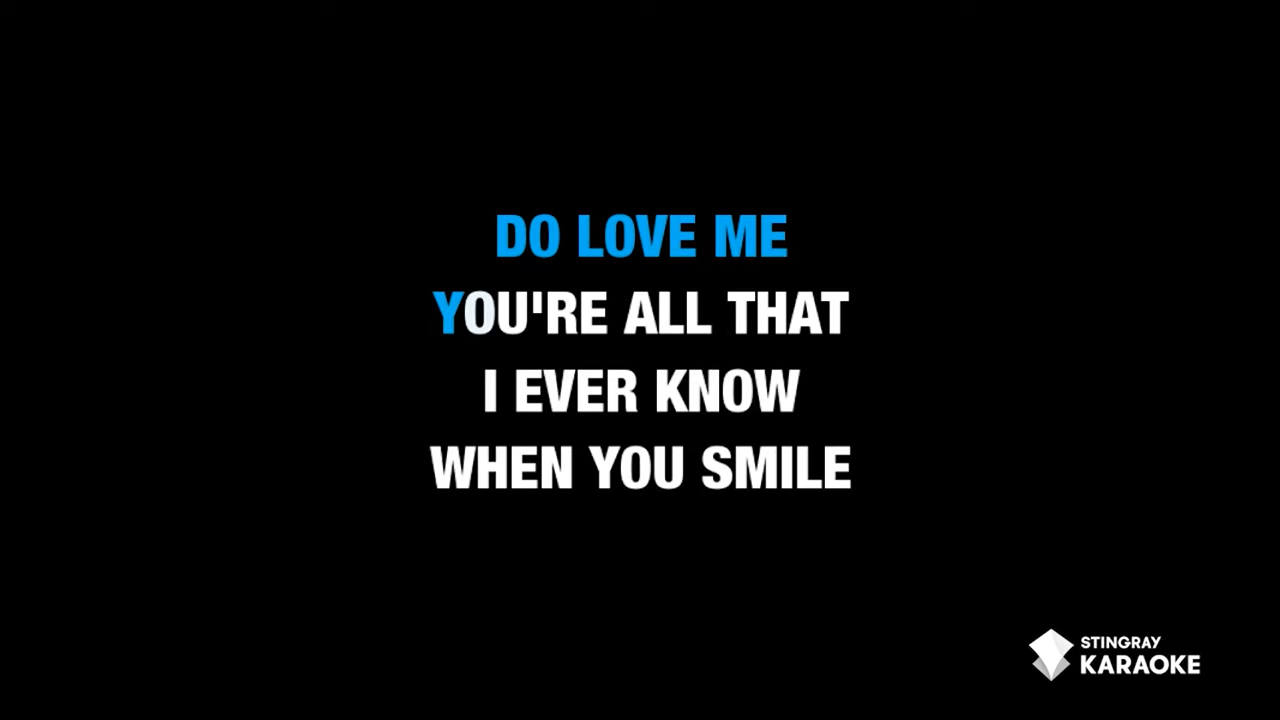 DO LOVE ME
YOU'RE ALL THAT
I EVER KNOW
WHEN YOU SMILE
STINGRAY
KARAOKE